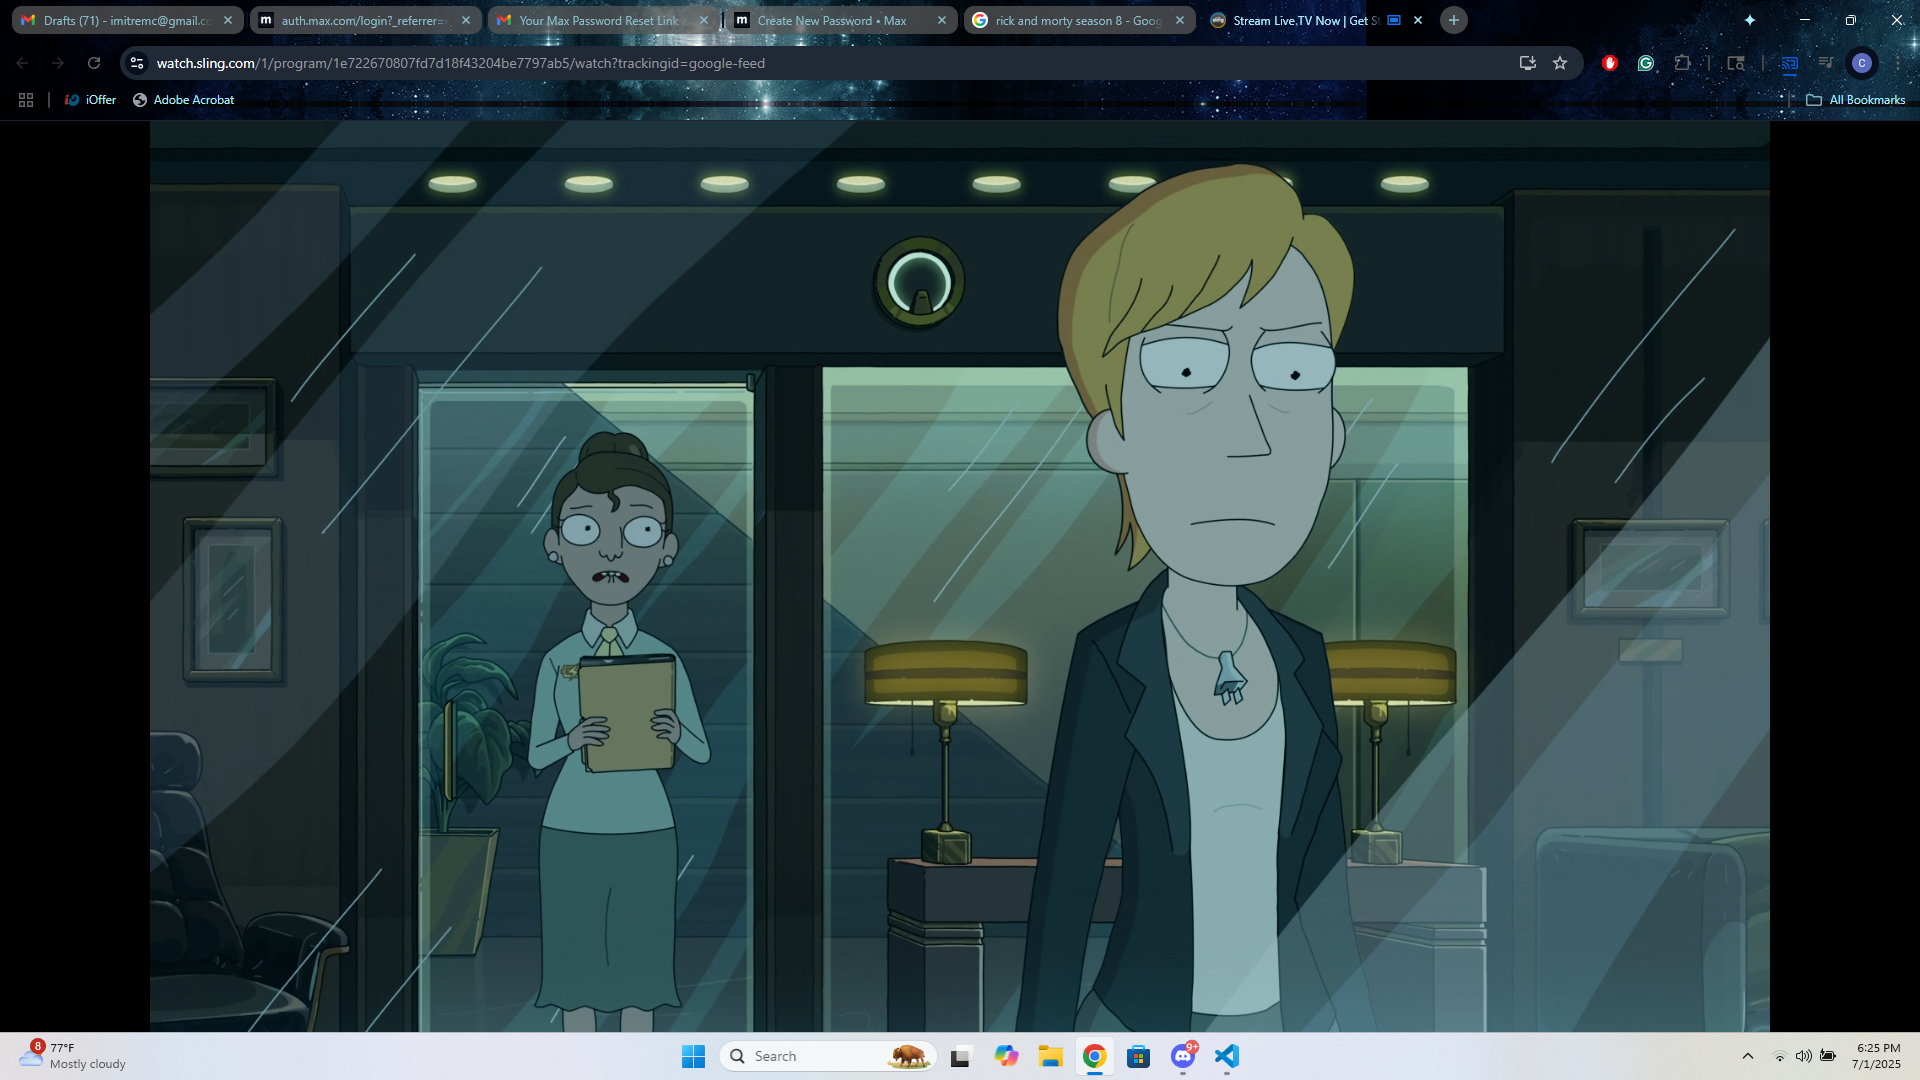 Drafts (71) - imitremc@gmail.co
auth.max.com/login?_referrer=
Your Max Password Reset Link
Create New Password • Max
rick and morty season 8 - Goog
Stream Live TV Now | Get S
watch.sling.com/1/program/1e722670807fd7d18f43204be7797ab5/watch?trackingid=google-feed
C
iOffer
Adobe Acrobat
All Bookmarks
8
77°F
Mostly cloudy
Search
9+
6:25 PM
7/1/2025